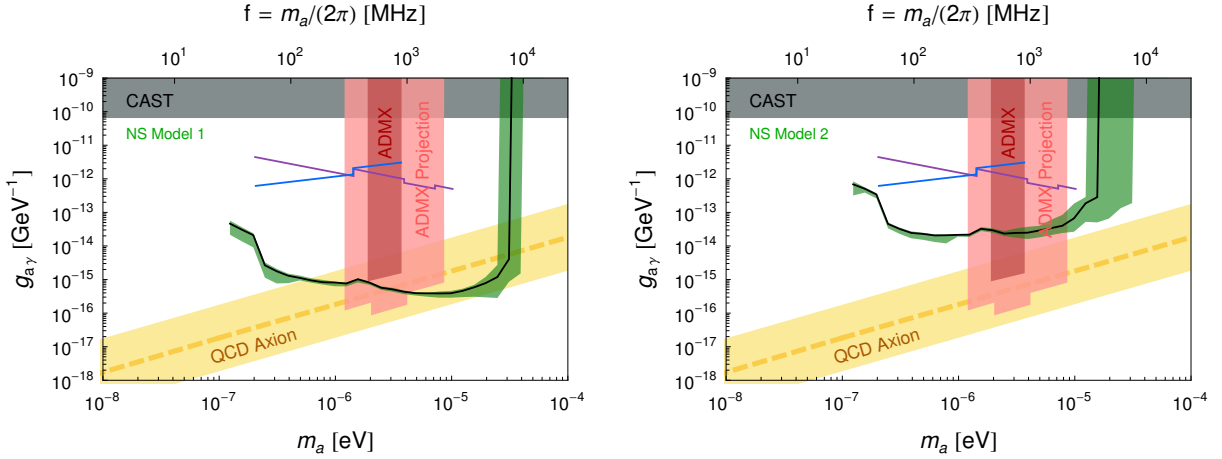 f = m_a/(2π) [MHz]
10^1 10^2 10^3 10^4
10^-9
10^-10
10^-11
10^-12
10^-13
10^-14
10^-15
10^-16
10^-17
10^-18
g_aγ [GeV^-1]
CAST
NS Model 1
ADMX
ADMX Projection
QCD Axion
10^-8 10^-7 10^-6 10^-5 10^-4
m_a [eV]
f = m_a/(2π) [MHz]
10^1 10^2 10^3 10^4
10^-9
10^-10
10^-11
10^-12
10^-13
10^-14
10^-15
10^-16
10^-17
10^-18
g_aγ [GeV^-1]
CAST
NS Model 2
ADMX
ADMX Projection
QCD Axion
10^-8 10^-7 10^-6 10^-5 10^-4
m_a [eV]